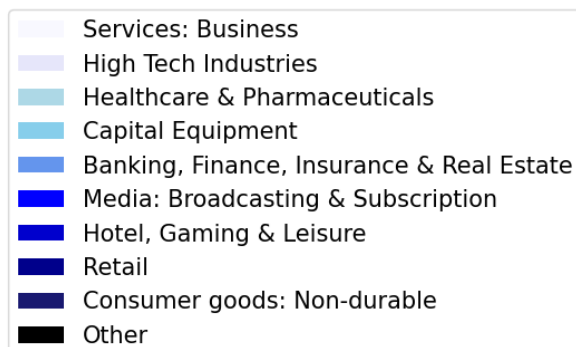 Services: Business
High Tech Industries
Healthcare & Pharmaceuticals
Capital Equipment
Banking, Finance, Insurance & Real Estate
Media: Broadcasting & Subscription
Hotel, Gaming & Leisure
Retail
Consumer goods: Non-durable
Other